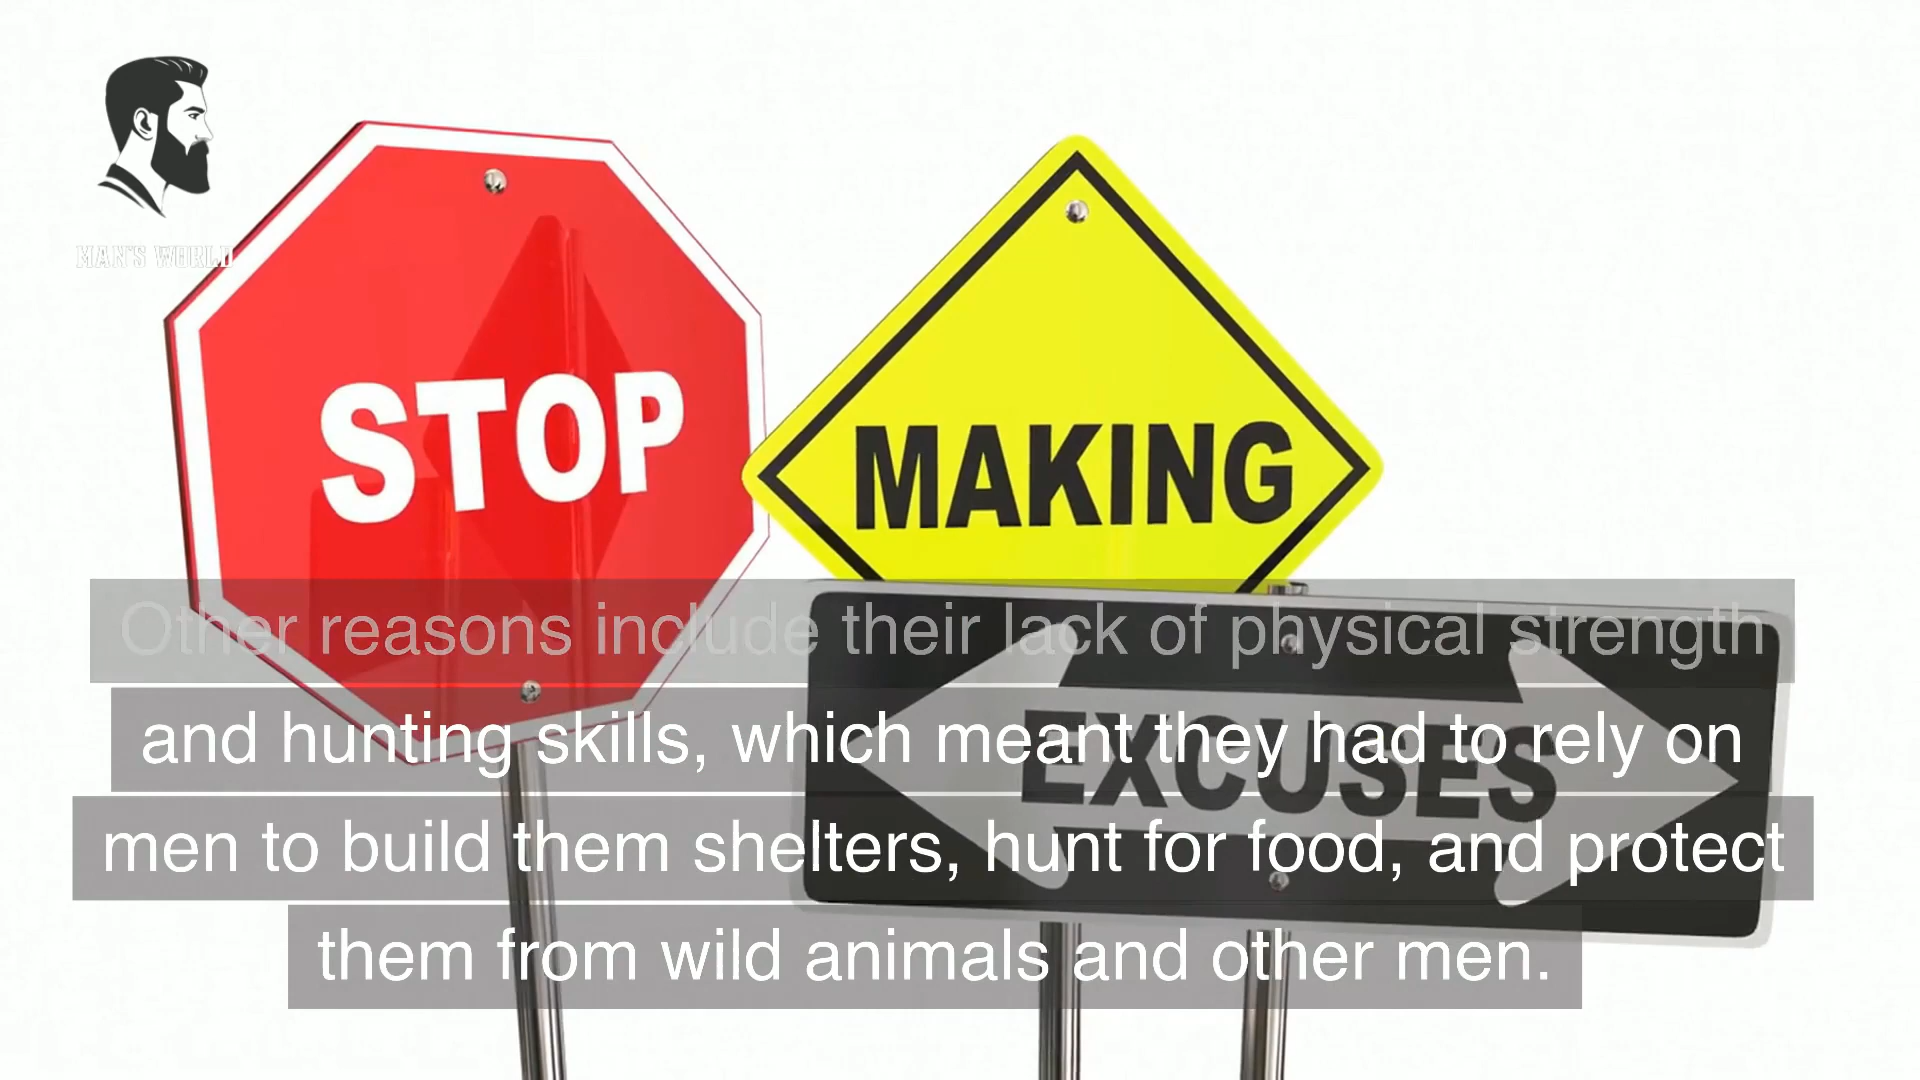 MAN'S WORLD
STOP
MAKING
EXCUSES
Other reasons include their lack of physical strength
and hunting skills, which meant they had to rely on
men to build them shelters, hunt for food, and protect
them from wild animals and other men.